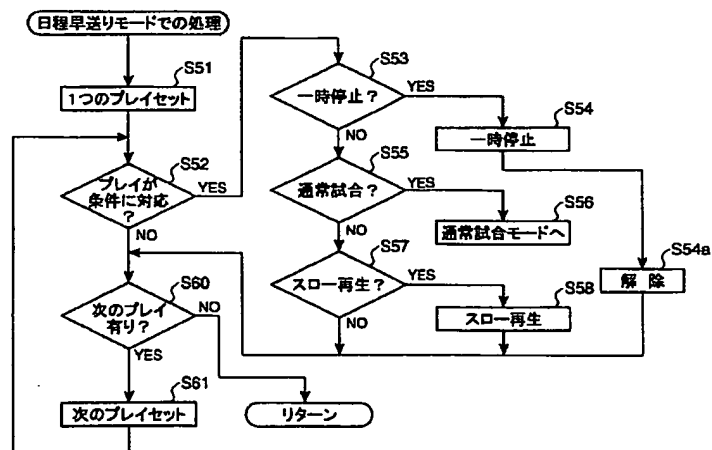 日程早送りモードでの処理
S51
1つのプレイセット
S52
プレイが
条件に対応
?
YES
NO
S53
一時停止?
YES
NO
S54
一時停止
S54a
解除
S55
通常試合?
YES
NO
S56
通常試合モードへ
S57
スロー再生?
YES
NO
S58
スロー再生
S60
次のプレイ
有り?
NO
YES
S61
次のプレイセット
リターン